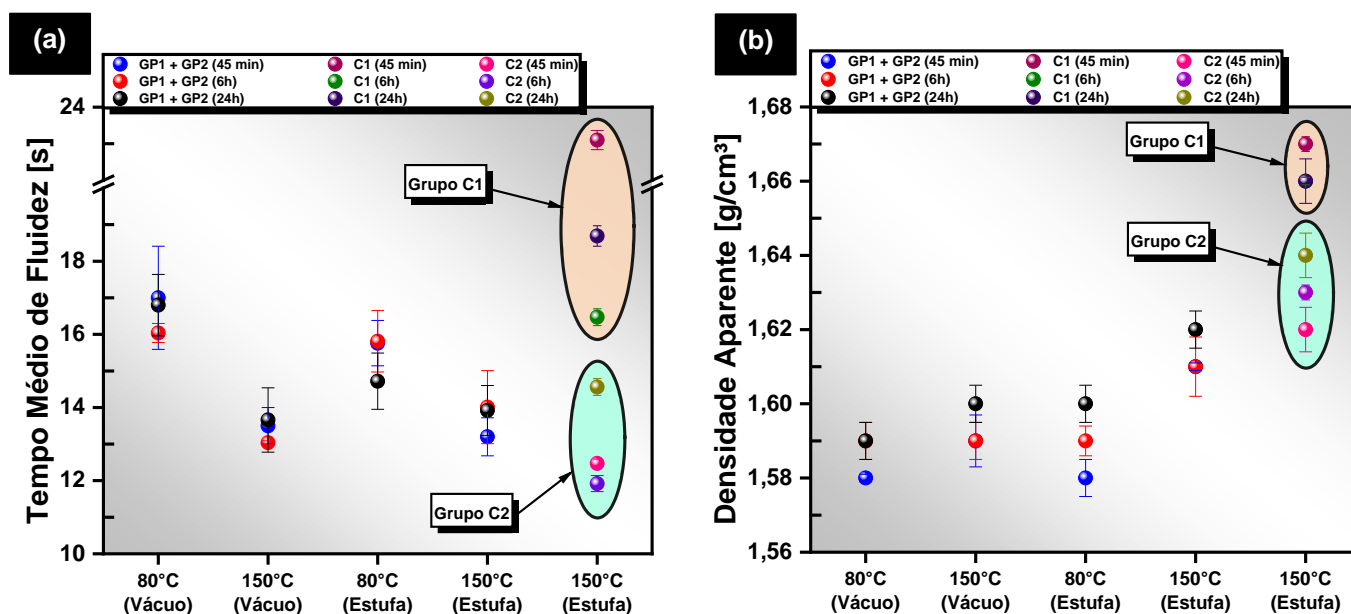 (a)
GP1 + GP2 (45 min) C1 (45 min) C2 (45 min)
GP1 + GP2 (6h) C1 (6h) C2 (6h)
GP1 + GP2 (24h) C1 (24h) C2 (24h)
Tempo Médio de Fluidez [s]
24
18
16
14
12
10
Grupo C1
Grupo C2
80°C 150°C 80°C 150°C 150°C
(Vácuo) (Vácuo) (Estufa) (Estufa) (Estufa)
(b)
GP1 + GP2 (45 min) C1 (45 min) C2 (45 min)
GP1 + GP2 (6h) C1 (6h) C2 (6h)
GP1 + GP2 (24h) C1 (24h) C2 (24h)
Densidade Aparente [g/cm³]
1,68
1,66
1,64
1,62
1,60
1,58
1,56
Grupo C1
Grupo C2
80°C 150°C 80°C 150°C 150°C
(Vácuo) (Vácuo) (Estufa) (Estufa) (Estufa)